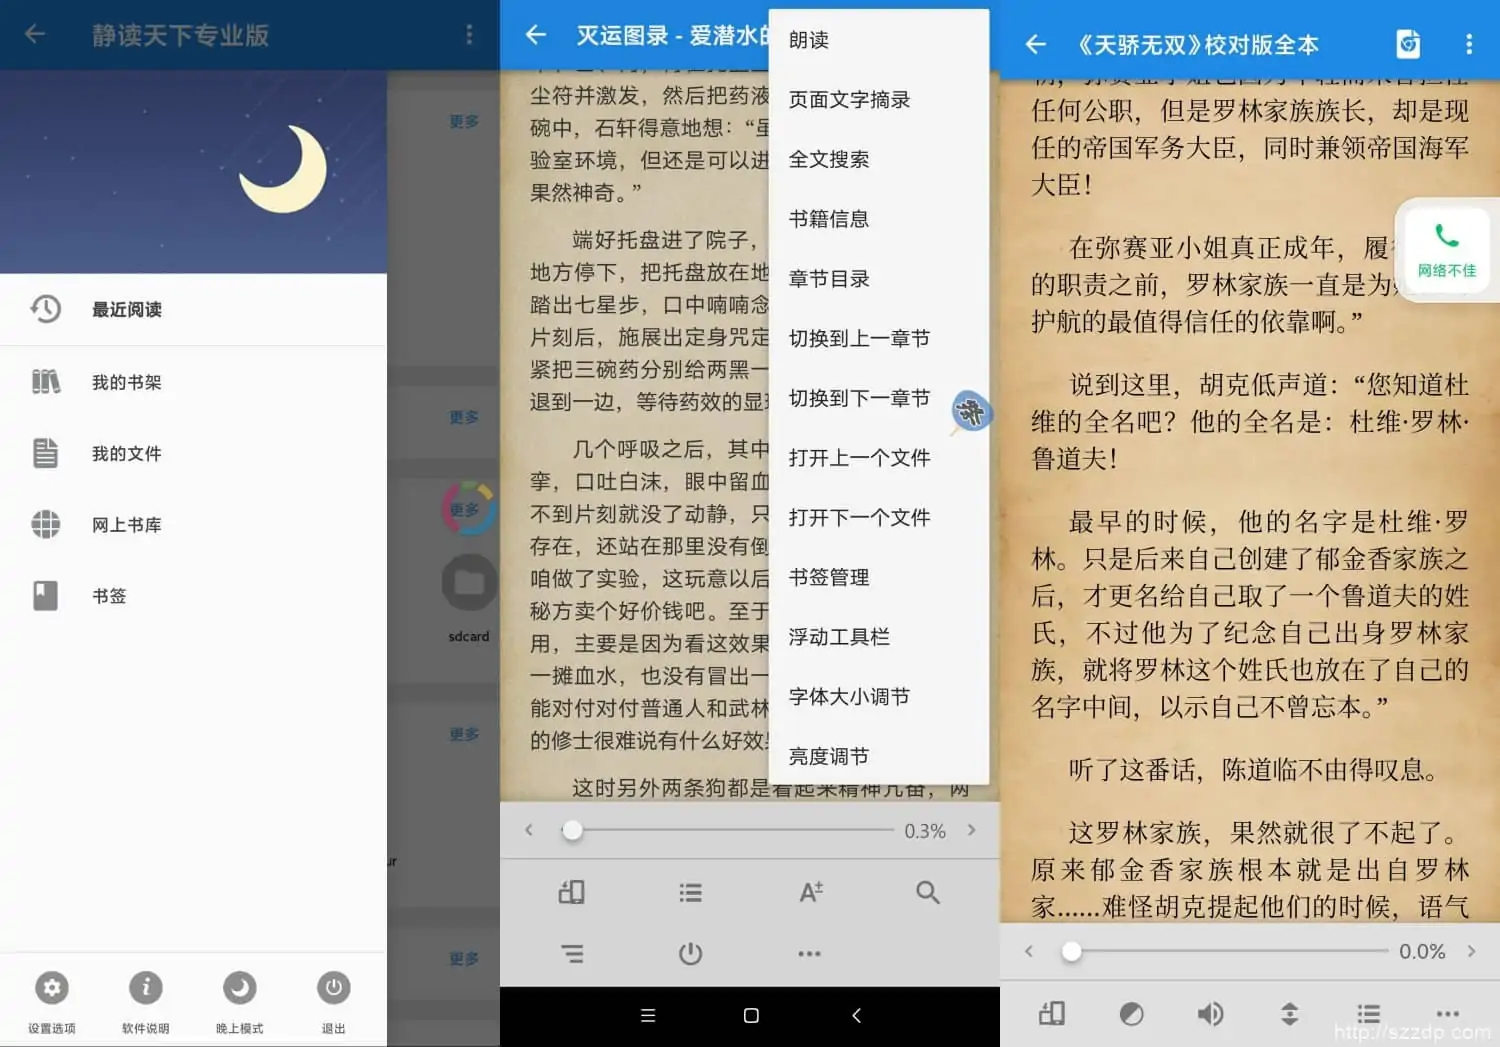 静读天下专业版
更多
最近阅读
我的书架
更多
我的文件
更多
网上书库
书签
sdcard
更多
ur
更多
设置选项
软件说明
晚上模式
退出
灭运图录 - 爱潜水的
尘符并激发，然后把药液
碗中，石轩得意地想：“虽
验室环境，但还是可以进
果然神奇。”
端好托盘进了院子，
地方停下，把托盘放在地
踏出七星步，口中喃喃念
片刻后，施展出定身咒定
紧把三碗药分别给两黑一
退到一边，等待药效的显现
几个呼吸之后，其中
挛，口吐白沫，眼中留血
不到片刻就没了动静，只
存在，还站在那里没有倒
咱做了实验，这玩意以后
秘方卖个好价钱吧。至于
用，主要是因为看这效果
一摊血水，也没有冒出一
能对付对付普通人和武林
的修士很难说有什么好效果
这时另外两条狗都是看起来精神亢奋，两
朗读
页面文字摘录
全文搜索
书籍信息
章节目录
切换到上一章节
切换到下一章节
打开上一个文件
打开下一个文件
书签管理
浮动工具栏
字体大小调节
亮度调节
0.3%
A±
《天骄无双》校对版全本
任何公职，但是罗林家族族长，却是现
任的帝国军务大臣，同时兼领帝国海军
大臣！
在弥赛亚小姐真正成年，履
的职责之前，罗林家族一直是为
护航的最值得信任的依靠啊。”
网络不佳
说到这里，胡克低声道：“您知道杜
维的全名吧？他的全名是：杜维·罗林·
鲁道夫！
最早的时候，他的名字是杜维·罗
林。只是后来自己创建了郁金香家族之
后，才更名给自己取了一个鲁道夫的姓
氏，不过他为了纪念自己出身罗林家
族，就将罗林这个姓氏也放在了自己的
名字中间，以示自己不曾忘本。”
听了这番话，陈道临不由得叹息。
这罗林家族，果然就很了不起了。
原来郁金香家族根本就是出自罗林
家……难怪胡克提起他们的时候，语气
0.0%
http://szzdp.com